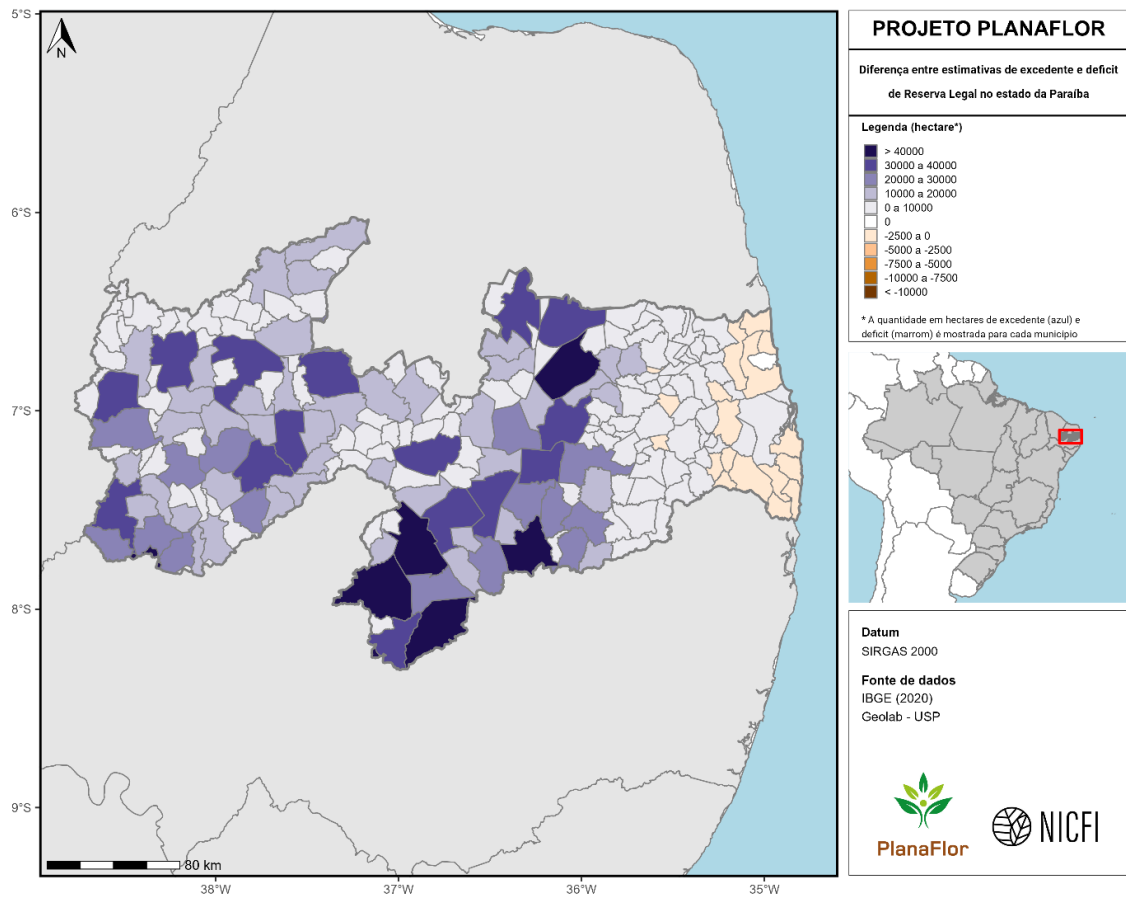 5°S
6°S
7°S
8°S
9°S
N
80 km
38°W
37°W
36°W
35°W
PROJETO PLANAFLOR
Diferença entre estimativas de excedente e deficit
de Reserva Legal no estado da Paraíba
Legenda (hectare*)
> 40000
30000 a 40000
20000 a 30000
10000 a 20000
0 a 10000
0
-2500 a 0
-5000 a -2500
-7500 a -5000
-10000 a -7500
< -10000
* A quantidade em hectares de excedente (azul) e
deficit (marrom) é mostrada para cada municipio
Datum
SIRGAS 2000
Fonte de dados
IBGE (2020)
Geolab - USP
PlanaFlor
NICFI